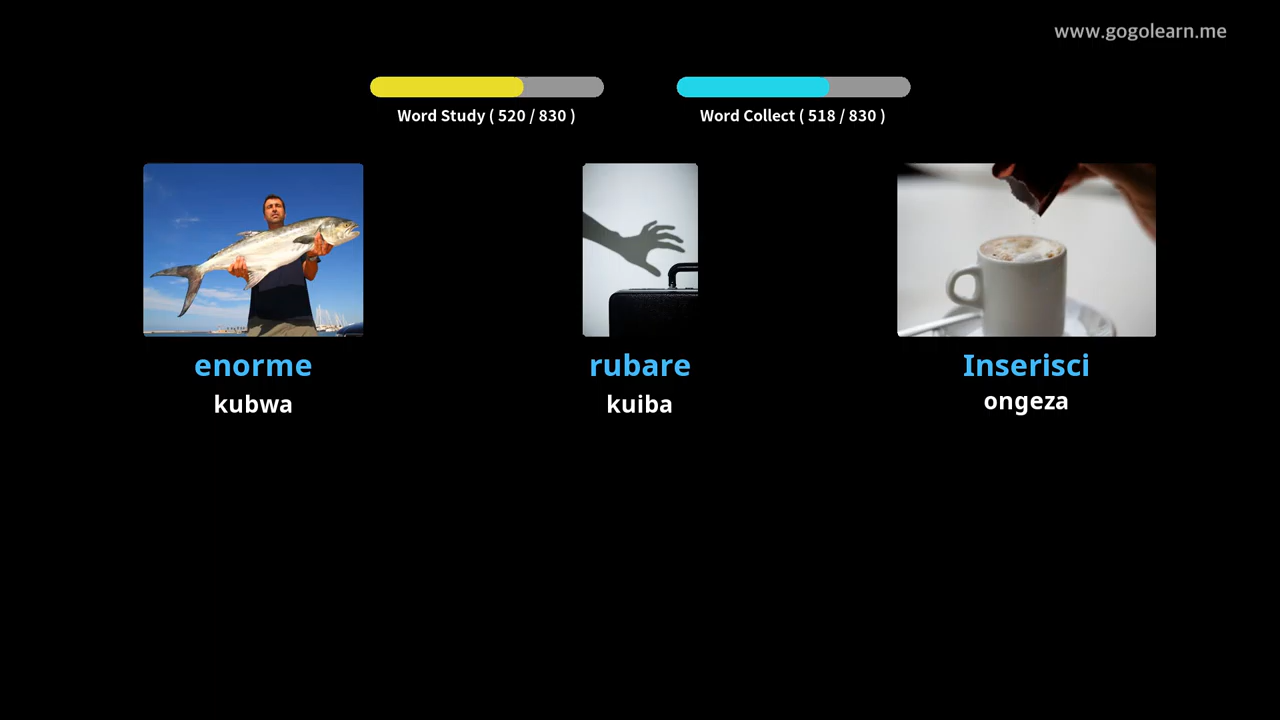 www.gogolearn.me
Word Study ( 520 / 830 )
Word Collect ( 518 / 830 )
enorme
kubwa
rubare
kuiba
Inserisci
ongeza